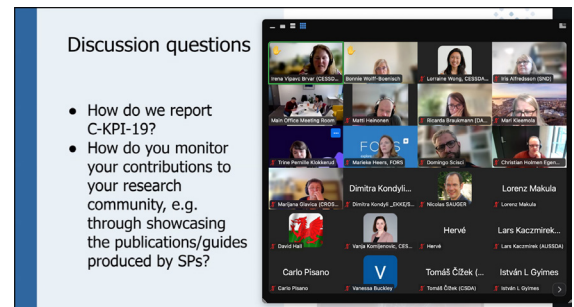 Discussion questions
● How do we report
C-KPI-19?
● How do you monitor
your contributions to
your research
community, e.g.
through showcasing
the publications/guides
produced by SPs?
Irena Vipavc Brvar (CESSD...
Bonnie Wolff-Boenisch
Lorraine Wong, CESSDA...
Iris Alfredsson (SND)
Main Office Meeting Room
Matti Heinonen
Ricarda Braukmann (DA...
Mari Kleemola
Trine Pernille Klokkerud
FORS
Marieke Heers, FORS
Domingo Scisci
Christian Holmen Egen...
Marijana Glavica (CROS...
Dimitra Kondyli...
Dimitra Kondyli _EKKE/S...
Nicolas SAUGER
Lorenz Makula
Lorenz Makula
David Hall
Vanja Komljenovic, CES...
Hervé
Hervé
Lars Kaczmirek...
Lars Kaczmirek (AUSSDA)
Carlo Pisano
Carlo Pisano
V
Vanessa Buckley
Tomáš Čížek (...
Tomáš Čížek (CSDA)
István L Gyimes
István L Gyimes